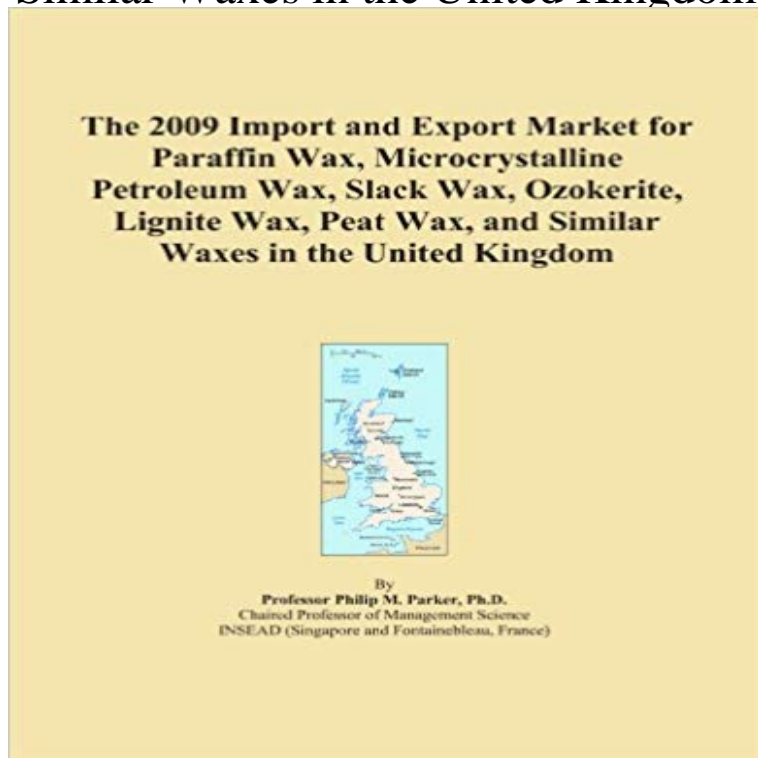 Similar Waxes in the United Kingdom
The 2009 Import and Export Market for
Paraffin Wax, Microcrystalline
Petroleum Wax, Slack Wax, Ozokerite,
Lignite Wax, Peat Wax, and Similar
Waxes in the United Kingdom
By
Professor Philip M. Parker, Ph.D.
Chaired Professor of Management Science
INSEAD (Singapore and Fontainebleau, France)